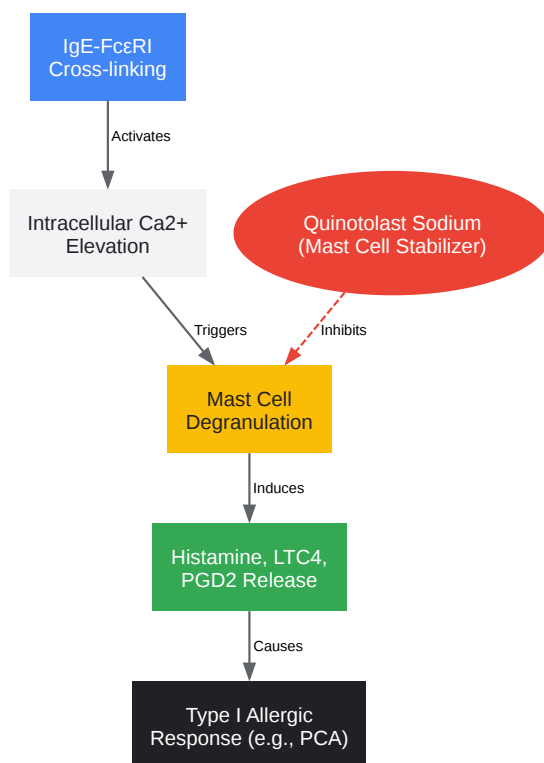 IgE-FcεRI
Cross-linking
Activates
Intracellular Ca2+
Elevation
Quinotolast Sodium
(Mast Cell Stabilizer)
Triggers
Inhibits
Mast Cell
Degranulation
Induces
Histamine, LTC4,
PGD2 Release
Causes
Type I Allergic
Response (e.g., PCA)